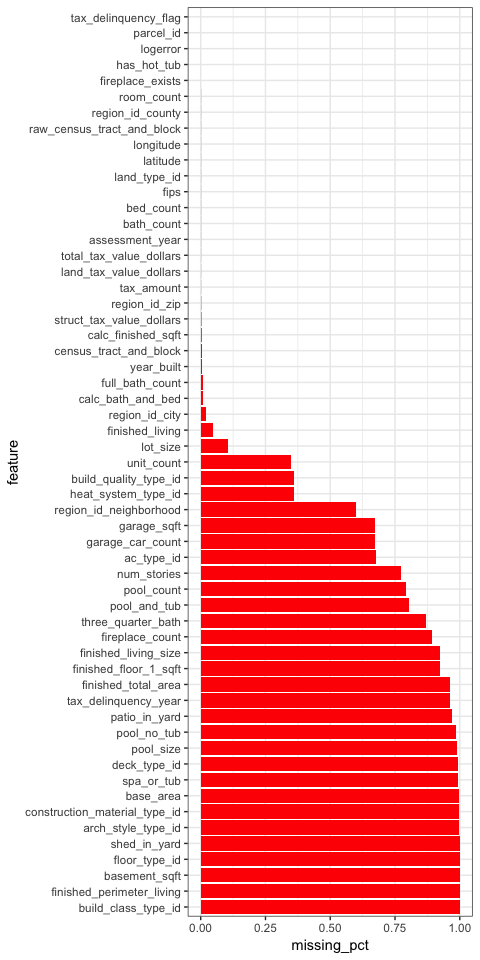 tax_delinquency_flag
parcel_id
logerror
has_hot_tub
fireplace_exists
room_count
region_id_county
raw_census_tract_and_block
longitude
latitude
land_type_id
fips
bed_count
bath_count
assessment_year
total_tax_value_dollars
land_tax_value_dollars
tax_amount
region_id_zip
struct_tax_value_dollars
calc_finished_sqft
census_tract_and_block
year_built
full_bath_count
calc_bath_and_bed
region_id_city
finished_living
lot_size
unit_count
build_quality_type_id
heat_system_type_id
region_id_neighborhood
garage_sqft
garage_car_count
ac_type_id
num_stories
pool_count
pool_and_tub
three_quarter_bath
fireplace_count
finished_living_size
finished_floor_1_sqft
finished_total_area
tax_delinquency_year
patio_in_yard
pool_no_tub
pool_size
deck_type_id
spa_or_tub
base_area
construction_material_type_id
arch_style_type_id
shed_in_yard
floor_type_id
basement_sqft
finished_perimeter_living
build_class_type_id
feature
0.00 0.25 0.50 0.75 1.00
missing_pct